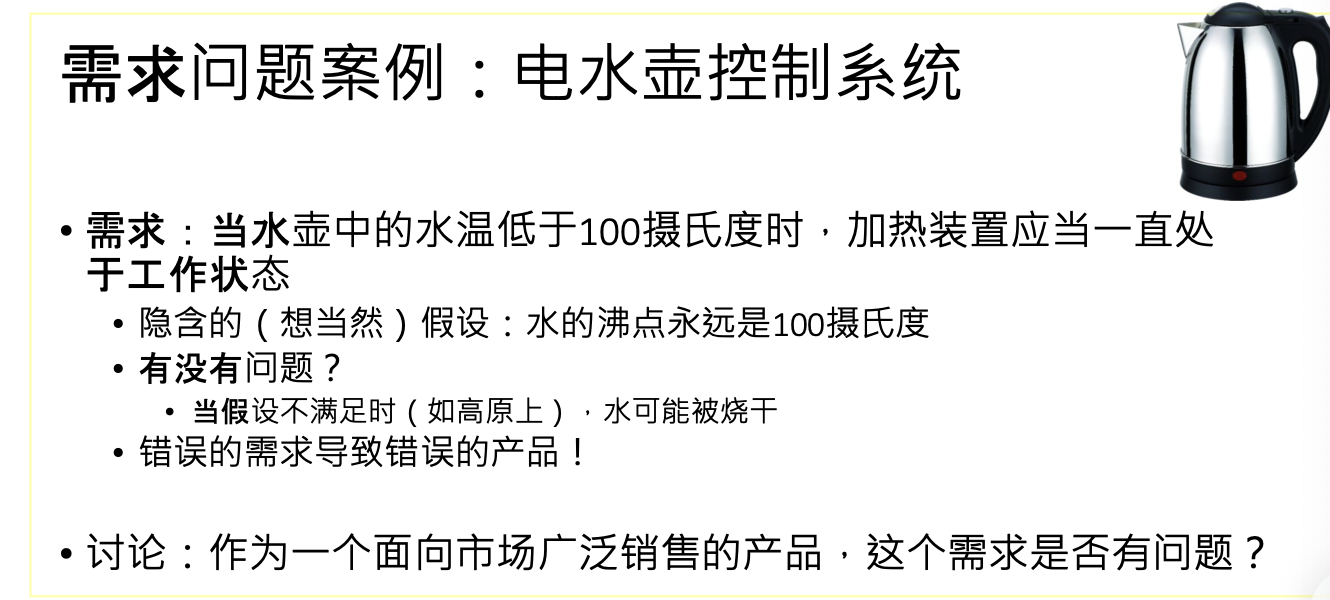 需求问题案例：电水壶控制系统
• 需求：当水壶中的水温低于100摄氏度时，加热装置应当一直处
于工作状态
• 隐含的（想当然）假设：水的沸点永远是100摄氏度
• 有没有问题？
• 当假设不满足时（如高原上），水可能被烧干
• 错误的需求导致错误的产品！
• 讨论：作为一个面向市场广泛销售的产品，这个需求是否有问题？